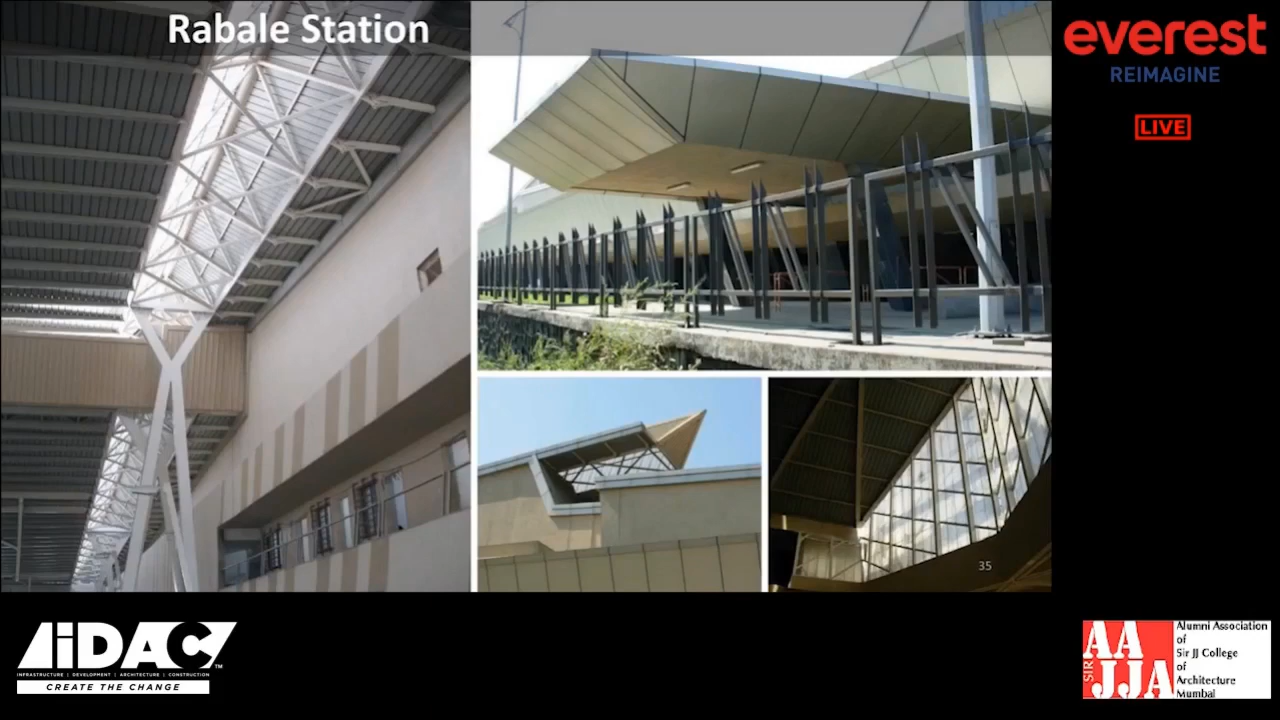 Rabale Station
everest
REIMAGINE
LIVE
35
iDAC™
INFRASTRUCTURE | DEVELOPMENT | ARCHITECTURE | CONSTRUCTION
CREATE THE CHANGE
SIR
AA
JJA
Alumni Association
of
Sir JJ College
of
Architecture
Mumbai